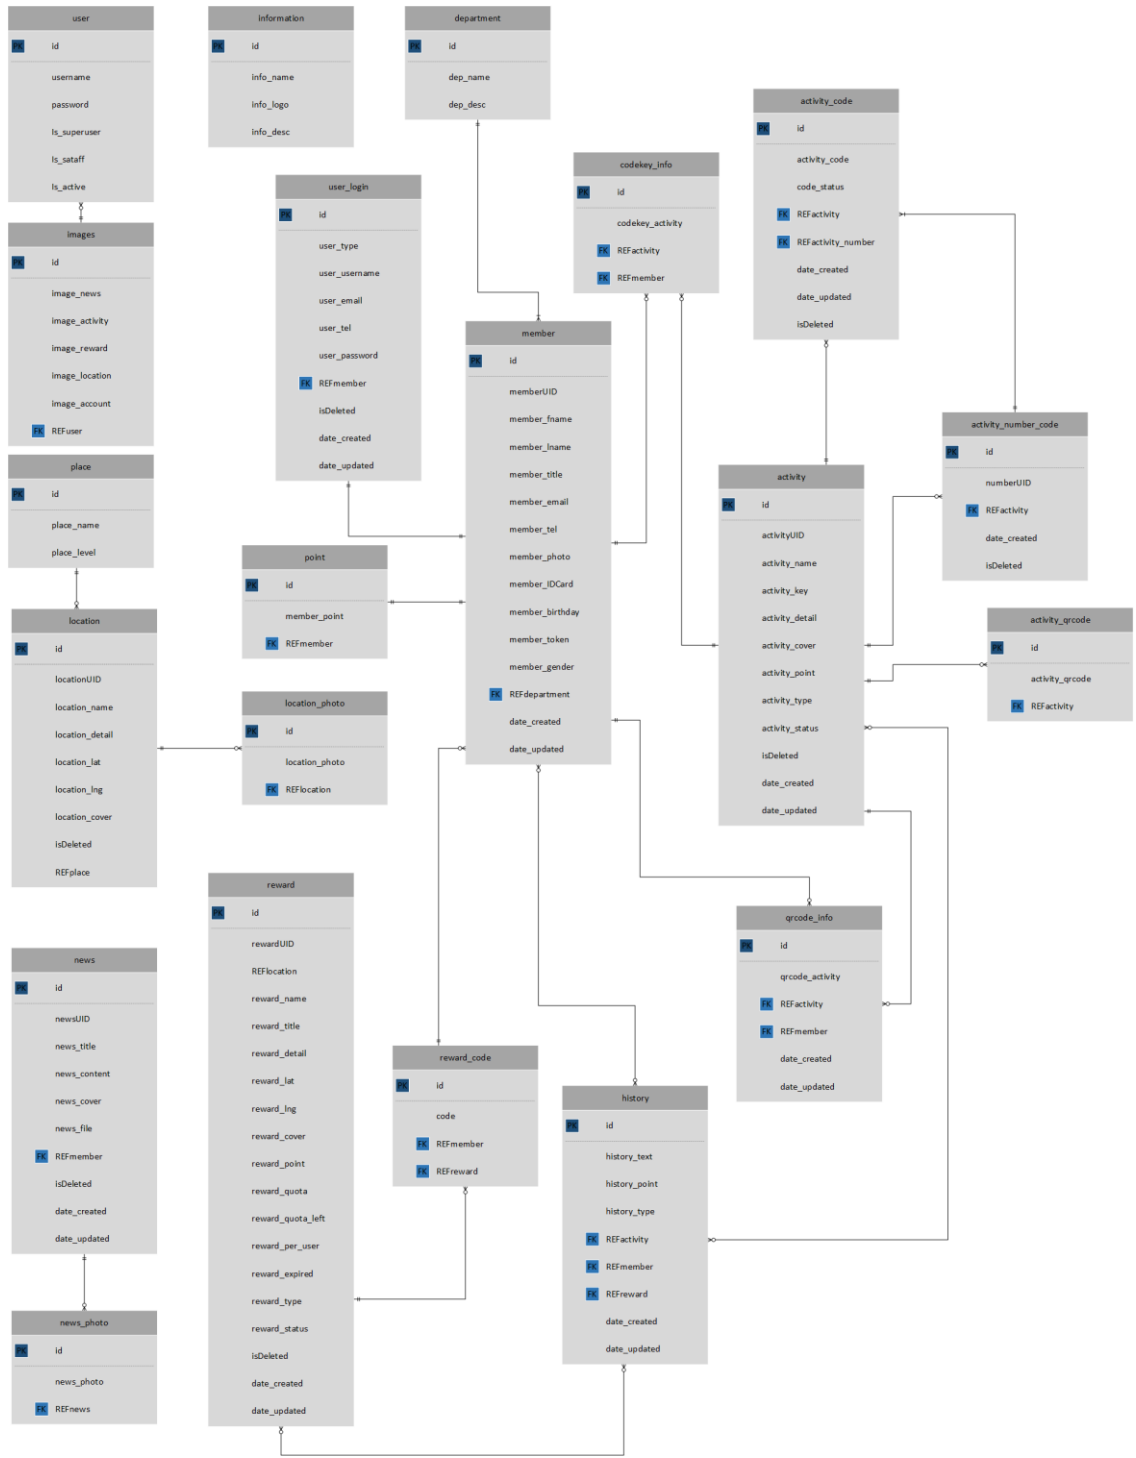 user
PK id
username
password
Is_superuser
Is_sataff
Is_active
images
PK id
image_news
image_activity
image_reward
image_location
image_account
FK REFuser
place
PK id
place_name
place_level
location
PK id
locationUID
location_name
location_detail
location_lat
location_lng
location_cover
isDeleted
REFplace
news
PK id
newsUID
news_title
news_content
news_cover
news_file
FK REFmember
isDeleted
date_created
date_updated
news_photo
PK id
news_photo
FK REFnews
information
PK id
info_name
info_logo
info_desc
user_login
PK id
user_type
user_username
user_email
user_tel
user_password
FK REFmember
isDeleted
date_created
date_updated
point
PK id
member_point
FK REFmember
location_photo
PK id
location_photo
FK REFlocation
reward
PK id
rewardUID
REFlocation
reward_name
reward_title
reward_detail
reward_lat
reward_lng
reward_cover
reward_point
reward_quota
reward_quota_left
reward_per_user
reward_expired
reward_type
reward_status
isDeleted
date_created
date_updated
department
PK id
dep_name
dep_desc
member
PK id
memberUID
member_fname
member_lname
member_title
member_email
member_tel
member_photo
member_IDCard
member_birthday
member_token
member_gender
FK REFdepartment
date_created
date_updated
reward_code
PK id
code
FK REFmember
FK REFreward
codekey_info
PK id
codekey_activity
FK REFactivity
FK REFmember
history
PK id
history_text
history_point
history_type
FK REFactivity
FK REFmember
FK REFreward
date_created
date_updated
activity_code
PK id
activity_code
code_status
FK REFactivity
FK REFactivity_number
date_created
date_updated
isDeleted
activity
PK id
activityUID
activity_name
activity_key
activity_detail
activity_cover
activity_point
activity_type
activity_status
isDeleted
date_created
date_updated
qrcode_info
PK id
qrcode_activity
FK REFactivity
FK REFmember
date_created
date_updated
activity_number_code
PK id
numberUID
FK REFactivity
date_created
isDeleted
activity_qrcode
PK id
activity_qrcode
FK REFactivity